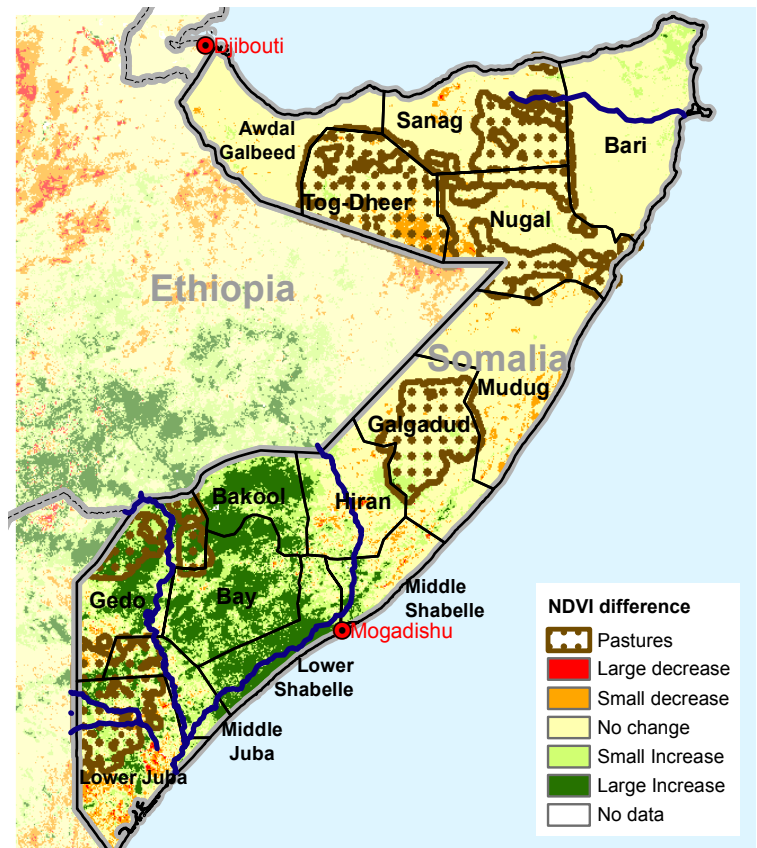 Djibouti
Awdal
Galbeed
Sanag
Bari
Tog-Dheer
Nugal
Ethiopia
Somalia
Mudug
Galgadud
Bakool
Hiran
Gedo
Bay
Middle
Shabelle
Mogadishu
Lower
Shabelle
Middle
Juba
Lower Juba
NDVI difference
Pastures
Large decrease
Small decrease
No change
Small Increase
Large Increase
No data